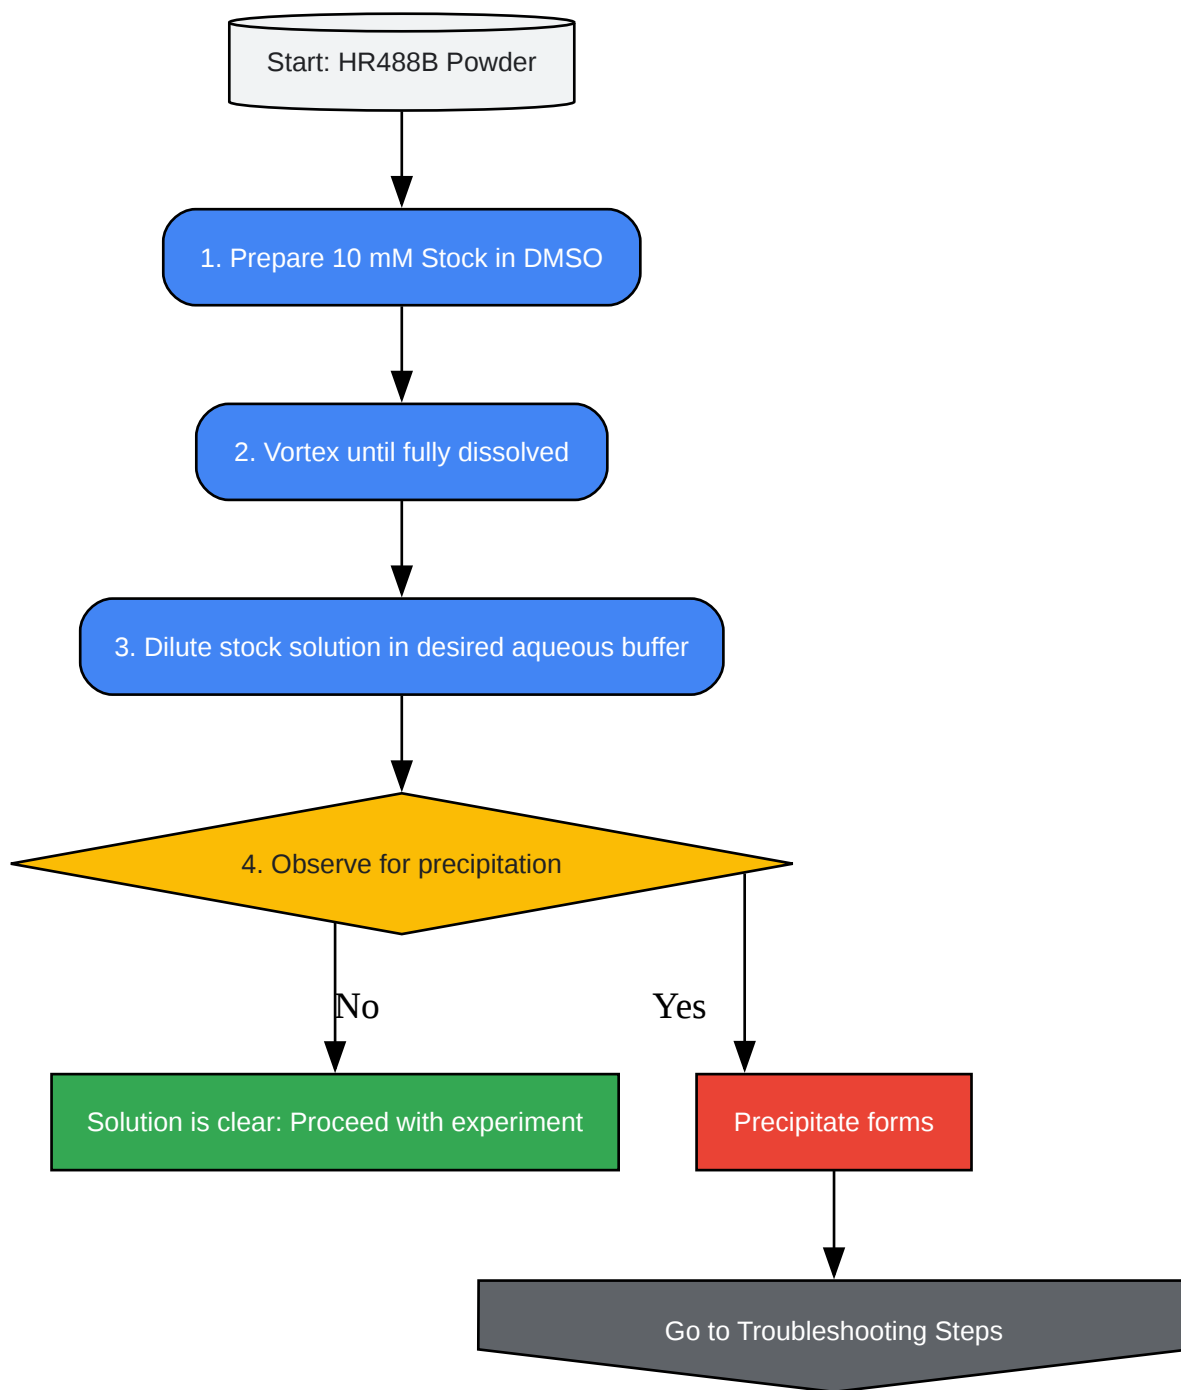 Start: HR488B Powder
1. Prepare 10 mM Stock in DMSO
2. Vortex until fully dissolved
3. Dilute stock solution in desired aqueous buffer
4. Observe for precipitation
No
Yes
Solution is clear: Proceed with experiment
Precipitate forms
Go to Troubleshooting Steps